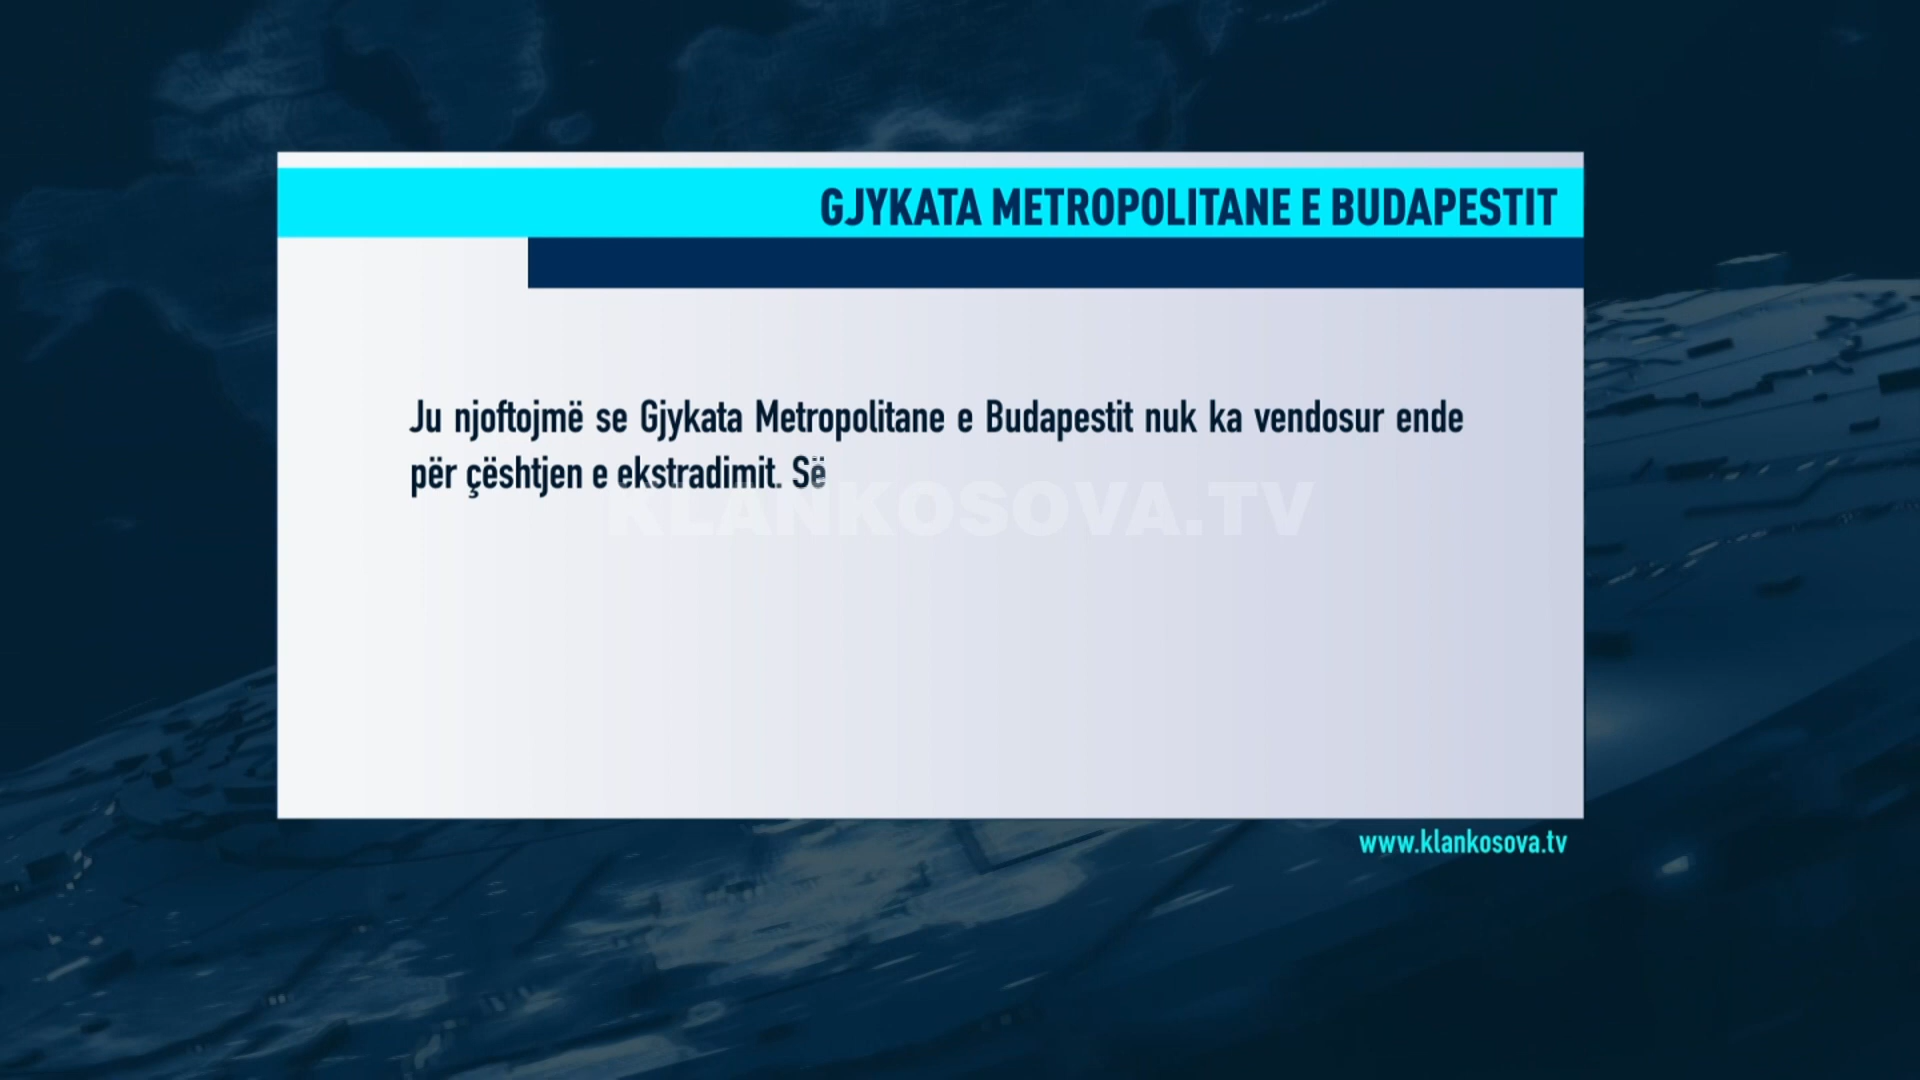 GJYKATA METROPOLITANE E BUDAPESTIT
Ju njoftojmë se Gjykata Metropolitane e Budapestit nuk ka vendosur ende
për çështjen e ekstradimit. Së
KLANKOSOVA.TV
www.klankosova.tv